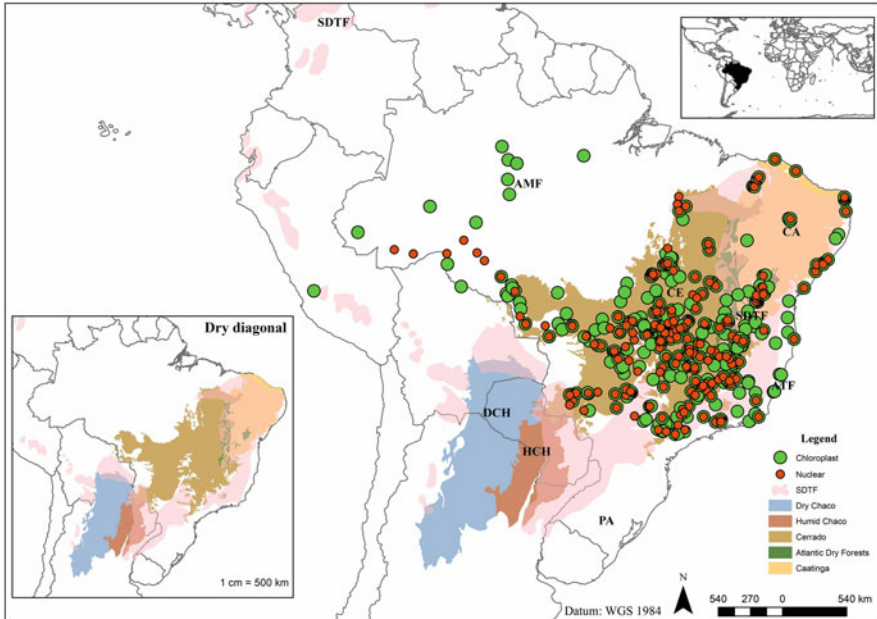 SDTF
AMF
CA
CE
SDTF
ATF
DCH
HCH
PA
Dry diagonal
1 cm = 500 km
Legend
Chloroplast
Nuclear
SDTF
Dry Chaco
Humid Chaco
Cerrado
Atlantic Dry Forests
Caatinga
N
Datum: WGS 1984
540 270 0 540 km